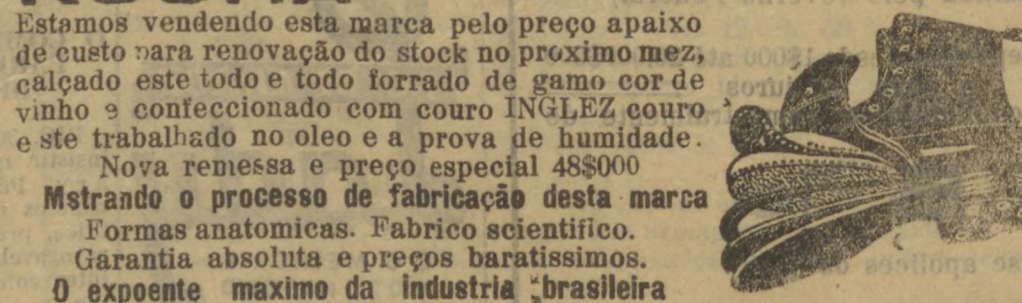 Estamos vendendo esta marca pelo preço apaixo
de custo para renovação do stock no proximo mez,
calçado este todo e todo forrado de gamo cor de
vinho e confeccionado com couro INGLEZ couro
e ste trabalhado no oleo e a prova de humidade.
Nova remessa e preço especial 48$000
Mstrando o processo de fabricação desta marca
Formas anatomicas. Fabrico scientifico.
Garantia absoluta e preços baratissimos.
O expoente maximo da industria brasileira